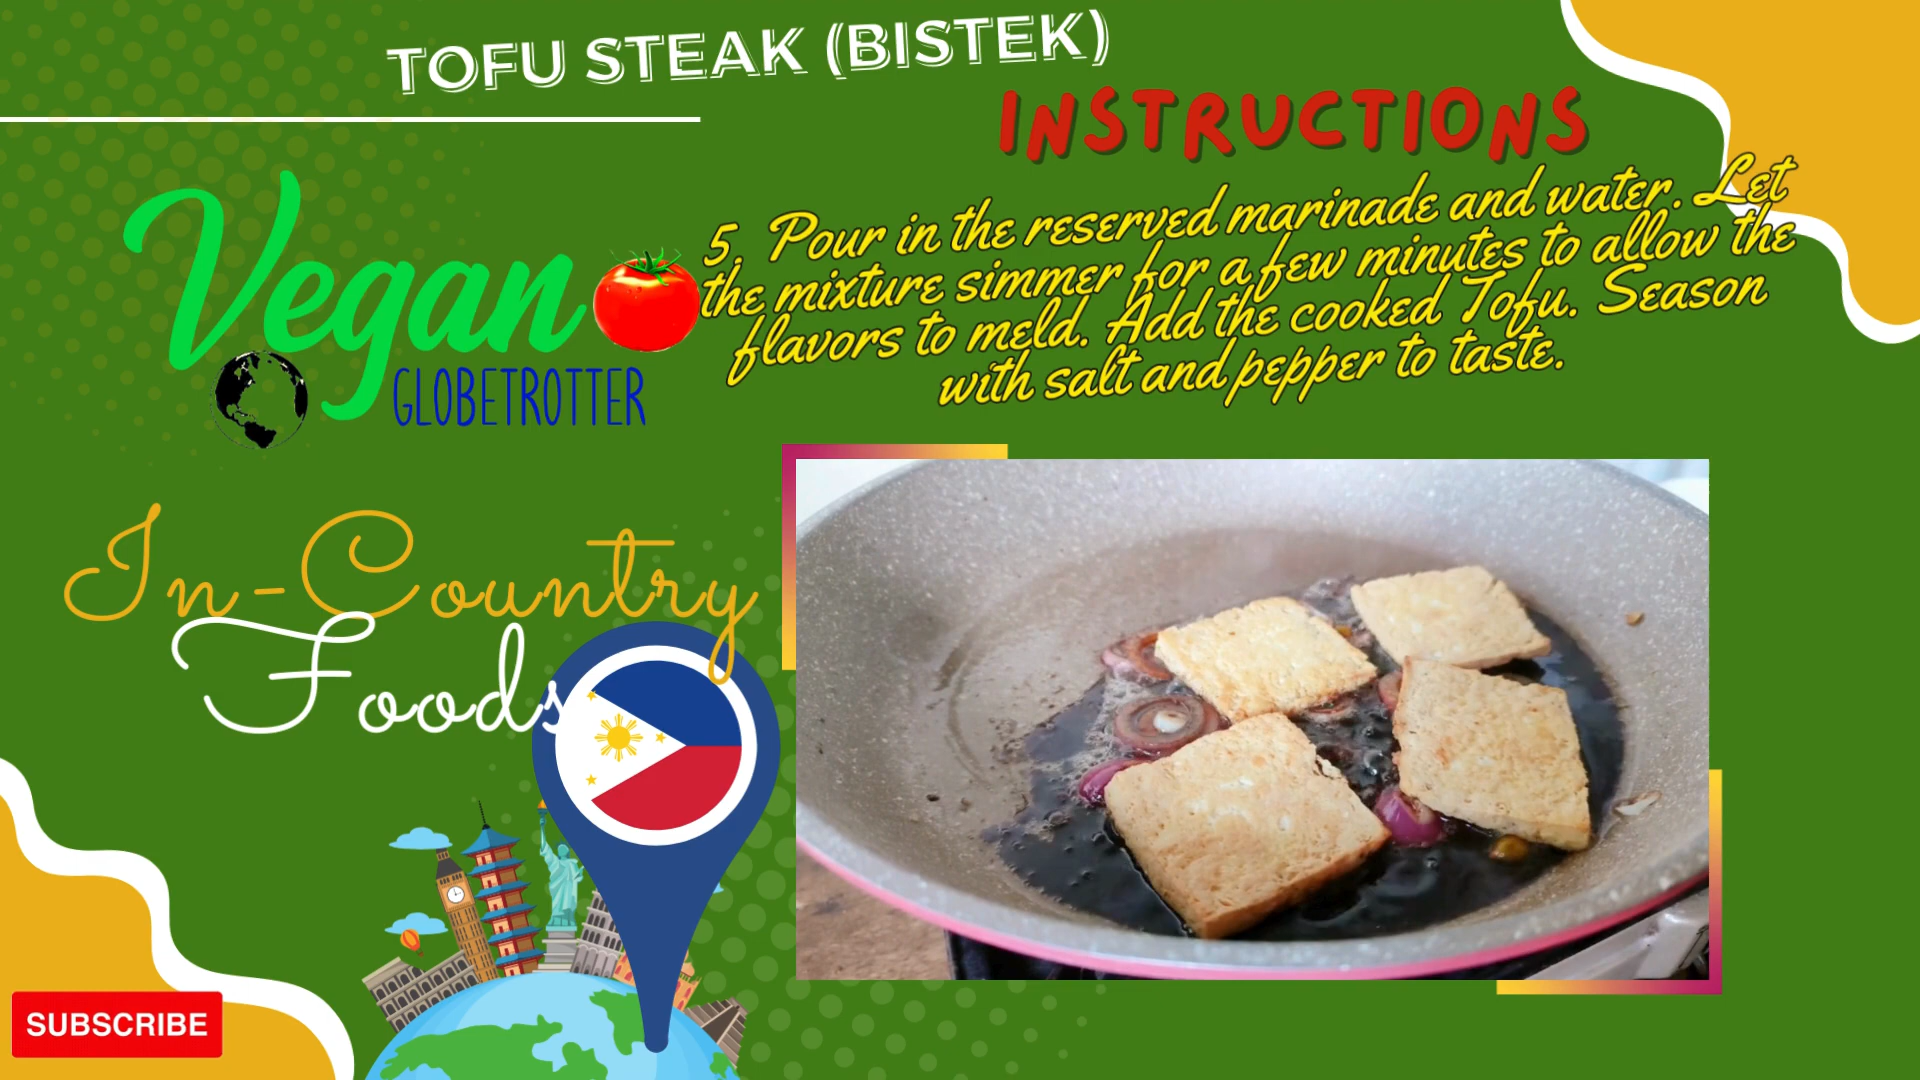 TOFU STEAK (BISTEK)
INSTRUCTIONS
5. Pour in the reserved marinade and water. Let
the mixture simmer for a few minutes to allow the
flavors to meld. Add the cooked Tofu. Season
with salt and pepper to taste.
Vegan
GLOBETROTTER
In-Country
Foods
SUBSCRIBE